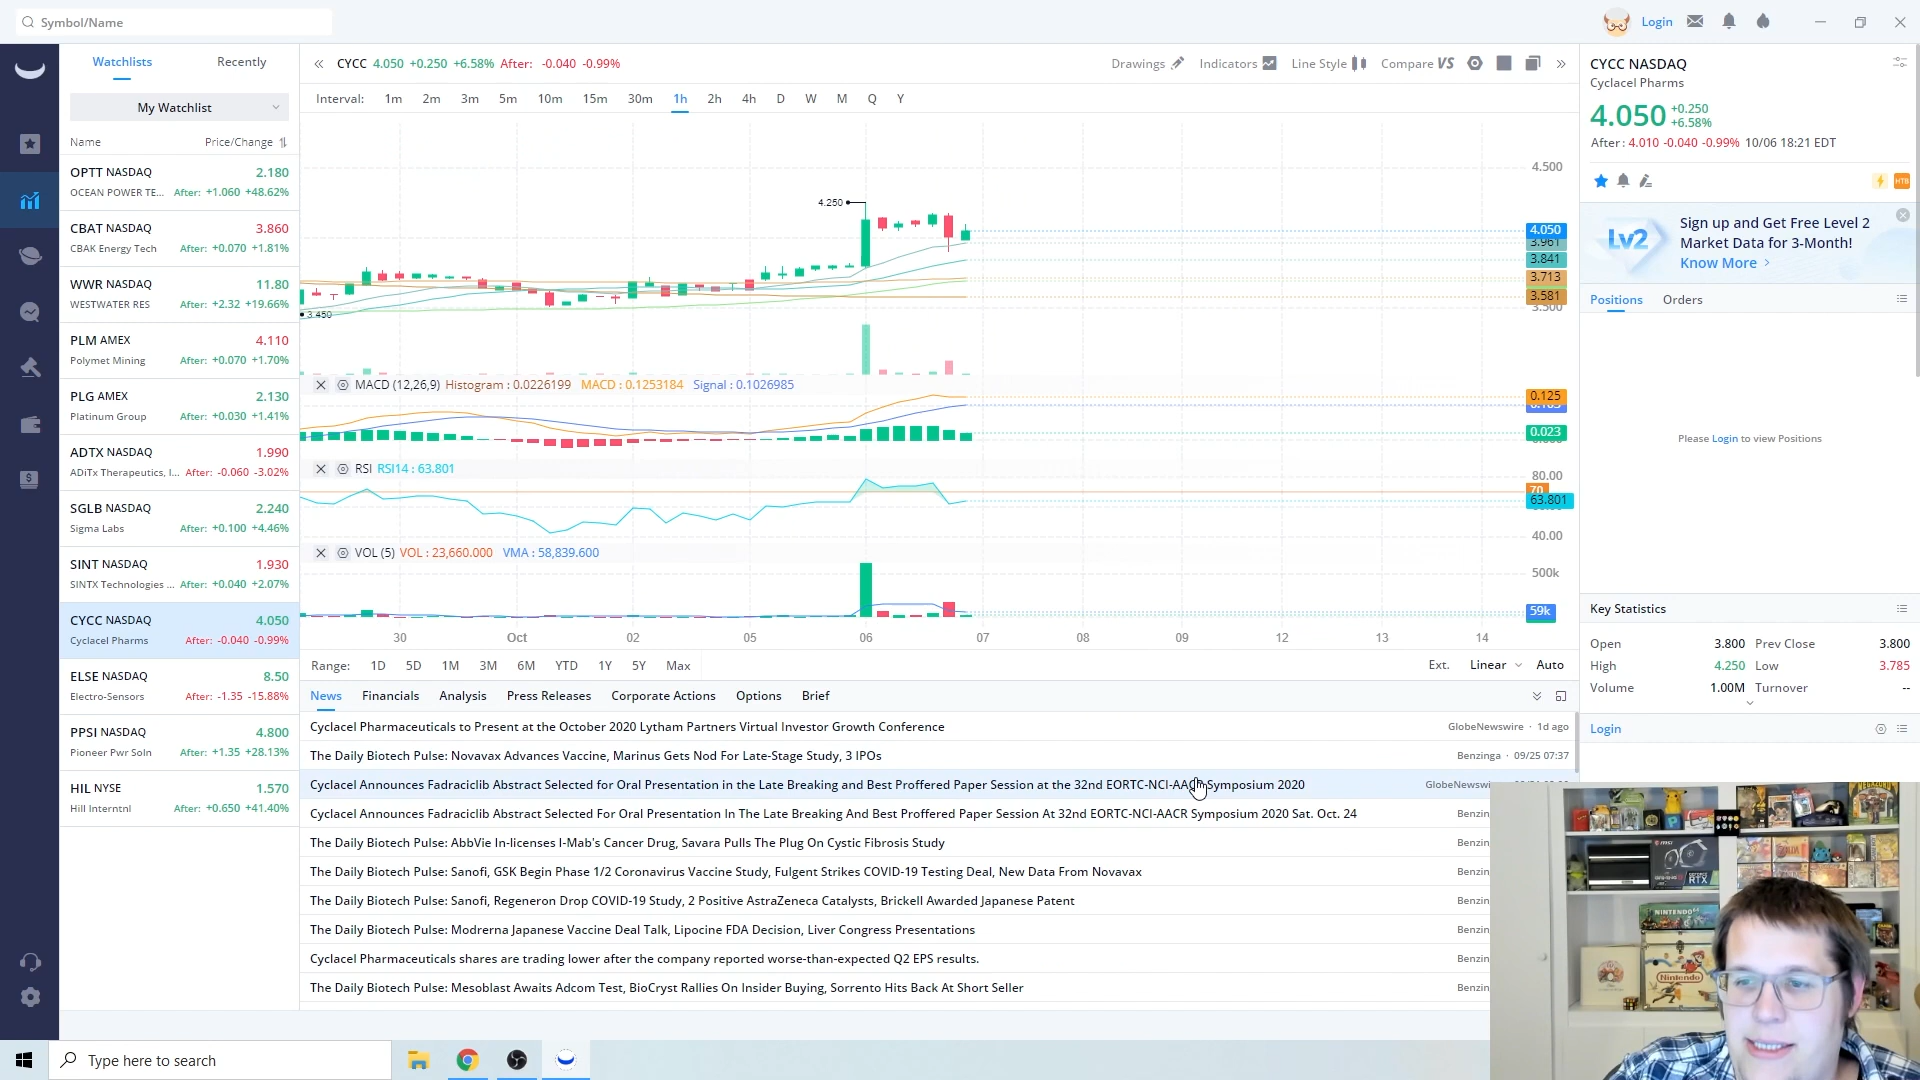 Symbol/Name
Login
Watchlists
Recently
My Watchlist
Name
Price/Change
OPTT NASDAQ 2.180
OCEAN POWER TE... After: +1.060 +48.62%
CBAT NASDAQ 3.860
CBAK Energy Tech After: +0.070 +1.81%
WWR NASDAQ 11.80
WESTWATER RES After: +2.32 +19.66%
PLM AMEX 4.110
Polymet Mining After: +0.070 +1.70%
PLG AMEX 2.130
Platinum Group After: +0.030 +1.41%
ADTX NASDAQ 1.990
ADiTx Therapeutics, I... After: -0.060 -3.02%
SGLB NASDAQ 2.240
Sigma Labs After: +0.100 +4.46%
SINT NASDAQ 1.930
SINTX Technologies ... After: +0.040 +2.07%
CYCC NASDAQ 4.050
Cyclacel Pharms After: -0.040 -0.99%
ELSE NASDAQ 8.50
Electro-Sensors After: -1.35 -15.88%
PPSI NASDAQ 4.800
Pioneer Pwr Soln After: +1.35 +28.13%
HIL NYSE 1.570
Hill Interntnl After: +0.650 +41.40%
CYCC 4.050 +0.250 +6.58% After: -0.040 -0.99%
Drawings Indicators Line Style Compare VS
Interval: 1m 2m 3m 5m 10m 15m 30m 1h 2h 4h D W M Q Y
4.500
4.250
4.050
3.961
3.841
3.713
3.581
3.500
3.450
MACD (12,26,9) Histogram : 0.0226199 MACD : 0.1253184 Signal : 0.1026985
0.125
0.023
RSI RSI14 : 63.801
80.00
70
63.801
40.00
VOL (5) VOL : 23,660.000 VMA : 58,839.600
500k
59k
30 Oct 02 05 06 07 08 09 12 13 14
Range: 1D 5D 1M 3M 6M YTD 1Y 5Y Max
Ext. Linear Auto
News Financials Analysis Press Releases Corporate Actions Options Brief
Cyclacel Pharmaceuticals to Present at the October 2020 Lytham Partners Virtual Investor Growth Conference GlobeNewswire · 1d ago
The Daily Biotech Pulse: Novavax Advances Vaccine, Marinus Gets Nod For Late-Stage Study, 3 IPOs Benzinga · 09/25 07:37
Cyclacel Announces Fadraciclib Abstract Selected for Oral Presentation in the Late Breaking and Best Proffered Paper Session at the 32nd EORTC-NCI-AACR Symposium 2020 GlobeNewswi
Cyclacel Announces Fadraciclib Abstract Selected For Oral Presentation In The Late Breaking And Best Proffered Paper Session At 32nd EORTC-NCI-AACR Symposium 2020 Sat. Oct. 24 Benzin
The Daily Biotech Pulse: AbbVie In-licenses I-Mab's Cancer Drug, Savara Pulls The Plug On Cystic Fibrosis Study Benzin
The Daily Biotech Pulse: Sanofi, GSK Begin Phase 1/2 Coronavirus Vaccine Study, Fulgent Strikes COVID-19 Testing Deal, New Data From Novavax Benzin
The Daily Biotech Pulse: Sanofi, Regeneron Drop COVID-19 Study, 2 Positive AstraZeneca Catalysts, Brickell Awarded Japanese Patent Benzin
The Daily Biotech Pulse: Modrerna Japanese Vaccine Deal Talk, Lipocine FDA Decision, Liver Congress Presentations Benzin
Cyclacel Pharmaceuticals shares are trading lower after the company reported worse-than-expected Q2 EPS results. Benzin
The Daily Biotech Pulse: Mesoblast Awaits Adcom Test, BioCryst Rallies On Insider Buying, Sorrento Hits Back At Short Seller Benzin
CYCC NASDAQ
Cyclacel Pharms
4.050 +0.250
+6.58%
After: 4.010 -0.040 -0.99% 10/06 18:21 EDT
HTB
Lv2
Sign up and Get Free Level 2
Market Data for 3-Month!
Know More >
Positions Orders
Please Login to view Positions
Key Statistics
Open 3.800 Prev Close 3.800
High 4.250 Low 3.785
Volume 1.00M Turnover --
Login
msi
RTX
NINTENDO
Nintendo
Type here to search